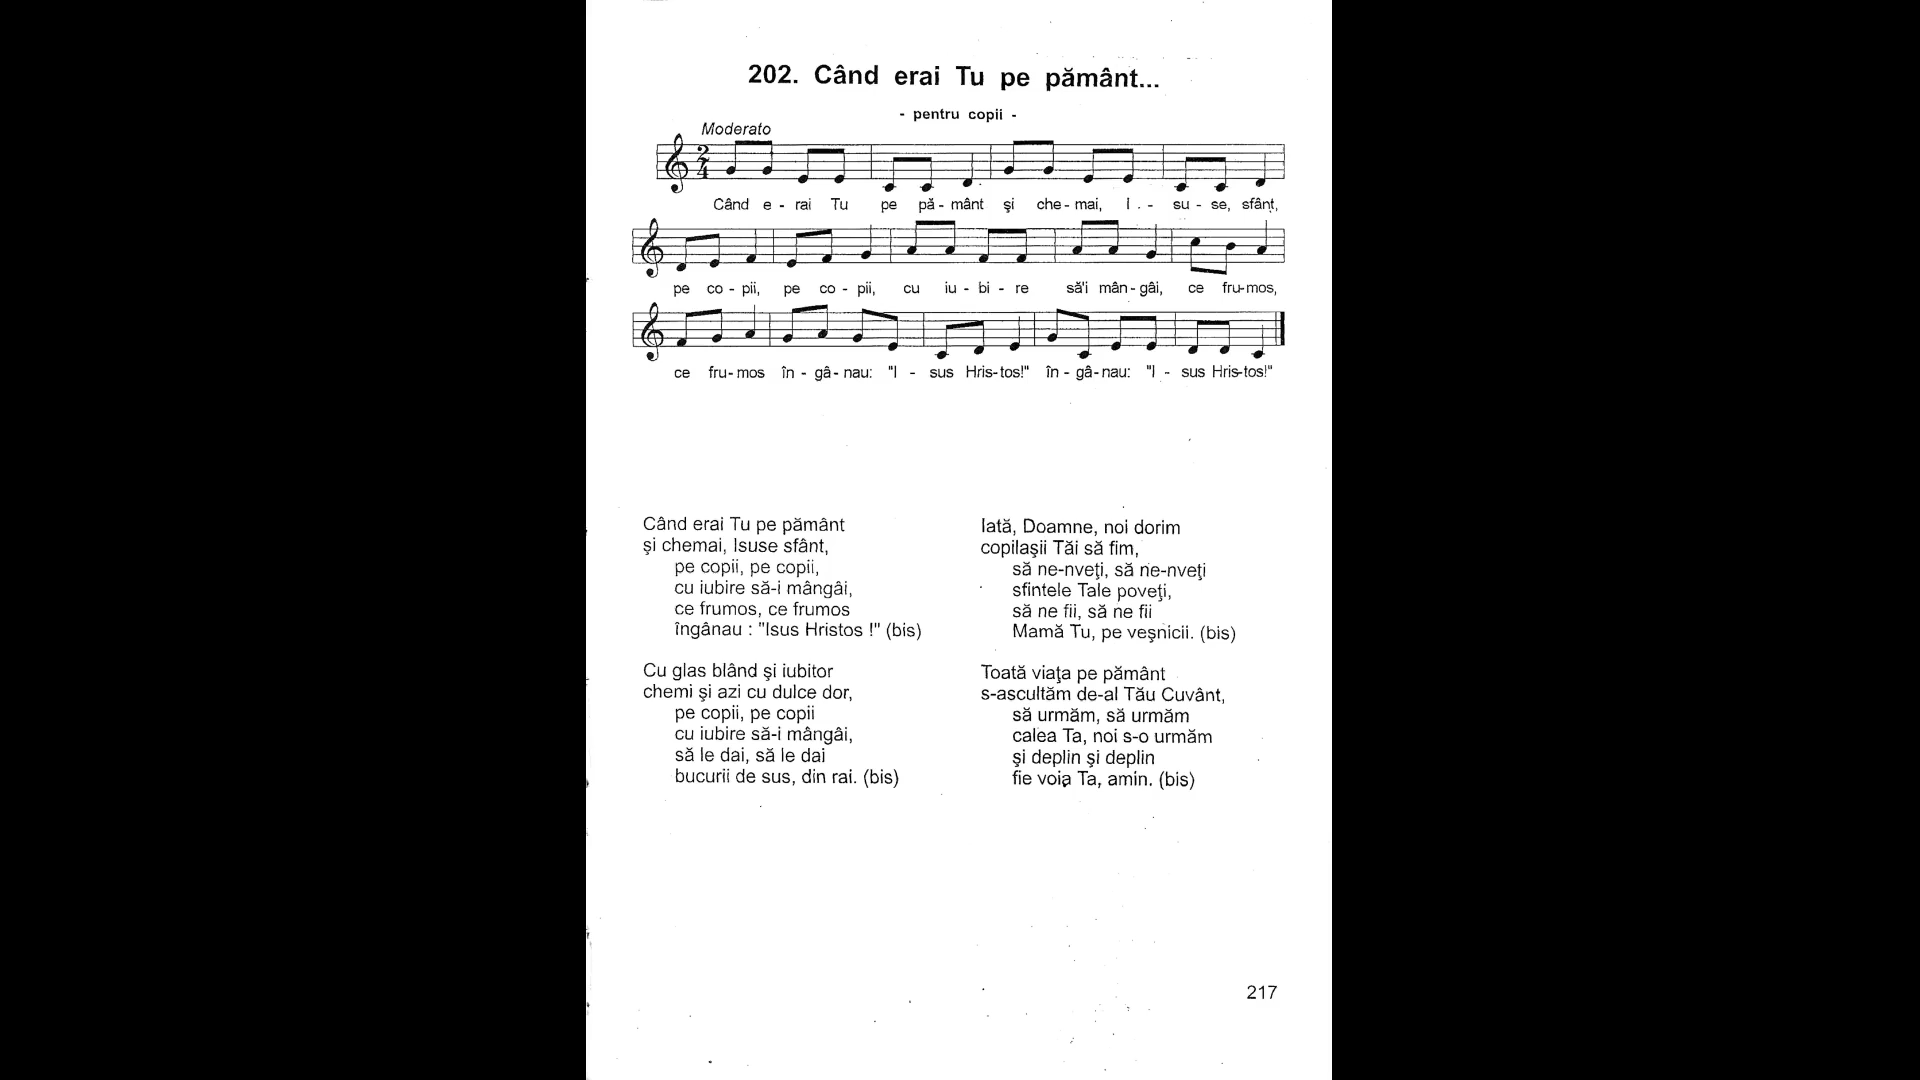 202. Când erai Tu pe pământ...
- pentru copii -
Moderato
2
4
Când e - rai Tu pe pă - mânt şi che - mai, I - su - se, sfânt,
pe co - pii, pe co - pii, cu iu - bi - re să'i mân - gâi, ce fru-mos,
ce fru - mos în - gâ - nau: "I - sus Hris - tos!" în - gâ - nau: "I - sus Hris-tos!"
Când erai Tu pe pământ
şi chemai, Isuse sfânt,
pe copii, pe copii,
cu iubire să-i mângâi,
ce frumos, ce frumos
îngânau : "Isus Hristos !" (bis)
Cu glas blând şi iubitor
chemi şi azi cu dulce dor,
pe copii, pe copii
cu iubire să-i mângâi,
să le dai, să le dai
bucurii de sus, din rai. (bis)
Iată, Doamne, noi dorim
copilaşii Tăi să fim,
să ne-nveţi, să ne-nveţi
sfintele Tale poveţi,
să ne fii, să ne fii
Mamă Tu, pe veşnicii. (bis)
Toată viaţa pe pământ
s-ascultăm de-al Tău Cuvânt,
să urmăm, să urmăm
calea Ta, noi s-o urmăm
şi deplin şi deplin
fie voia Ta, amin. (bis)
217